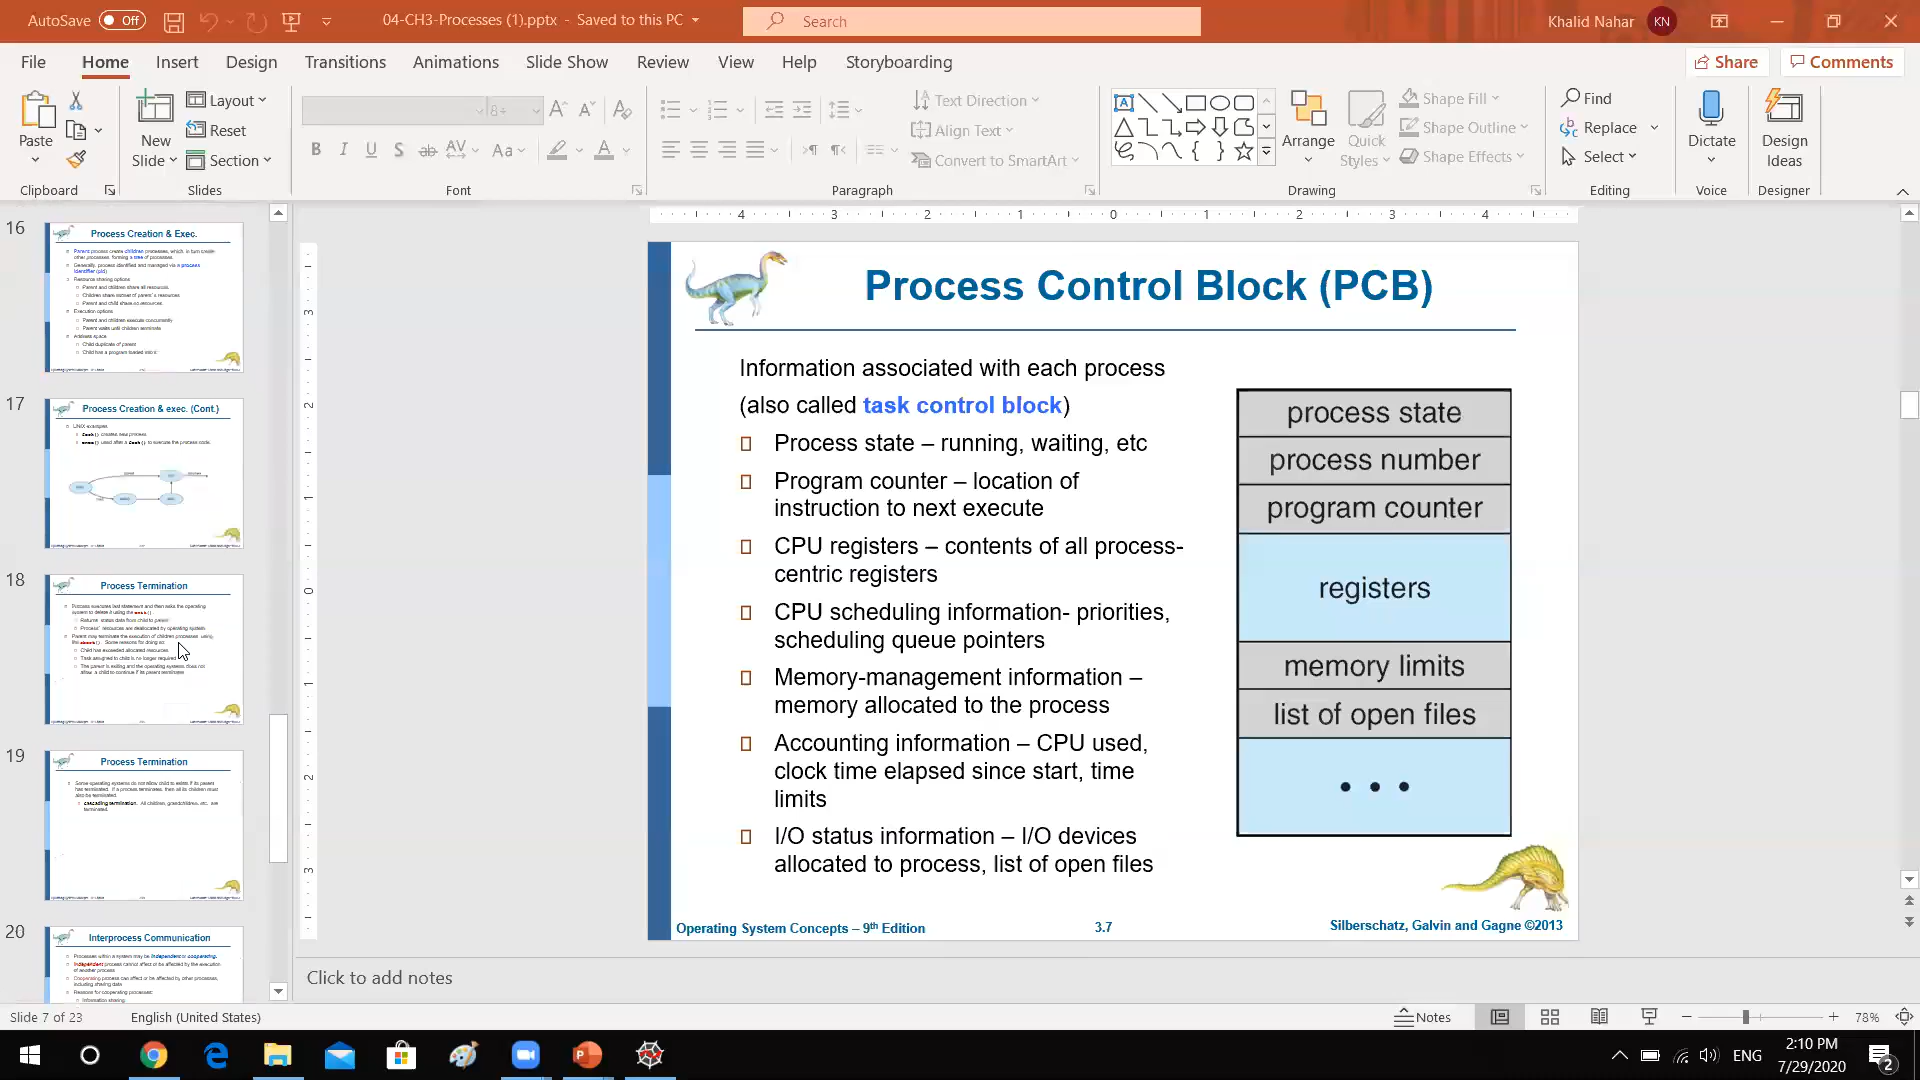 AutoSave Off
04-CH3-Processes (1).pptx - Saved to this PC
Search
Khalid Nahar KN
File Home Insert Design Transitions Animations Slide Show Review View Help Storyboarding
Share Comments
Paste
Clipboard
New Slide
Layout
Reset
Section
Slides
Font
Text Direction
Align Text
Convert to SmartArt
Paragraph
Arrange
Quick Styles
Shape Fill
Shape Outline
Shape Effects
Drawing
Find
Replace
Select
Editing
Dictate
Voice
Design Ideas
Designer
16
Process Creation & Exec.
17
Process Creation & exec. (Cont.)
18
Process Termination
19
Process Termination
20
Interprocess Communication
Process Control Block (PCB)
Information associated with each process
(also called task control block)
Process state – running, waiting, etc
Program counter – location of
instruction to next execute
CPU registers – contents of all process-
centric registers
CPU scheduling information- priorities,
scheduling queue pointers
Memory-management information –
memory allocated to the process
Accounting information – CPU used,
clock time elapsed since start, time
limits
I/O status information – I/O devices
allocated to process, list of open files
process state
process number
program counter
registers
memory limits
list of open files
• • •
Operating System Concepts – 9th Edition
3.7
Silberschatz, Galvin and Gagne ©2013
Click to add notes
Slide 7 of 23
English (United States)
Notes
78%
ENG
2:10 PM
7/29/2020
2